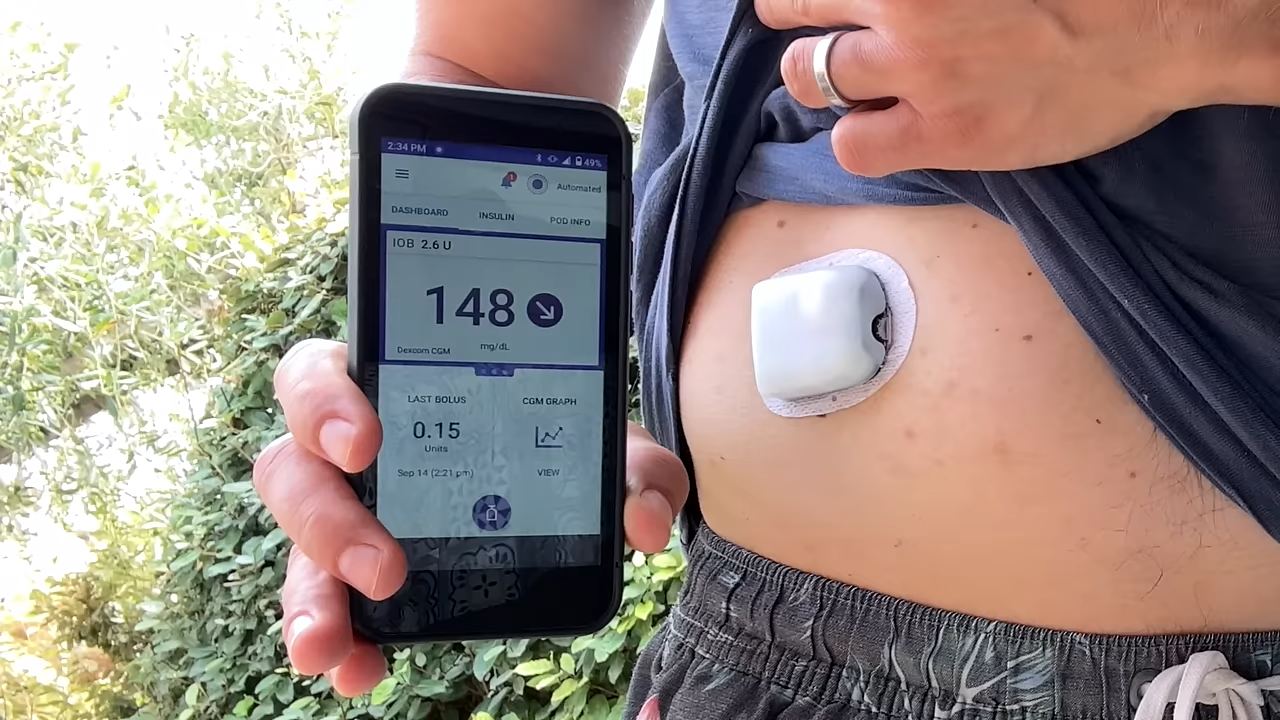 2:34 PM
49%
1
Automated
DASHBOARD INSULIN POD INFO
IOB 2.6 U
148
mg/dL
Dexcom CGM
LAST BOLUS
CGM GRAPH
0.15
Units
Sep 14 (2:21 pm)
VIEW